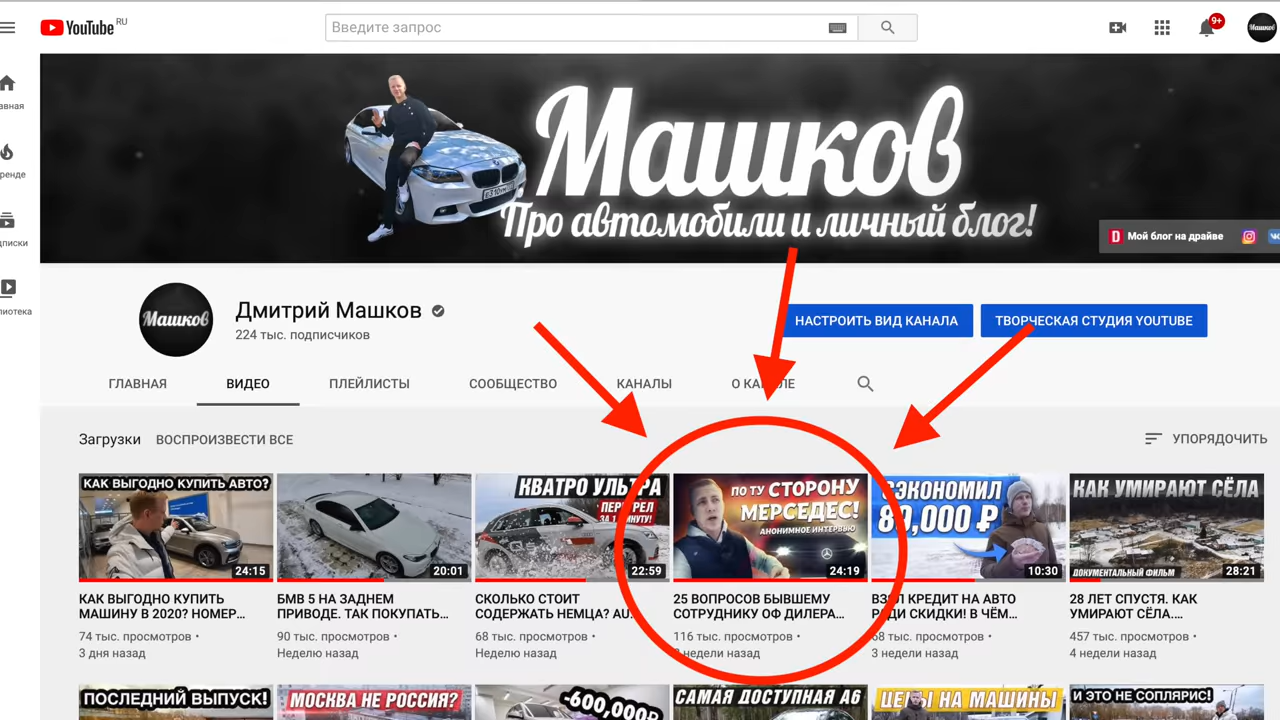 YouTube RU
Введите запрос
9+
Машков
Машков
Про автомобили и личный блог!
D Мой блог на драйве
Машков
Дмитрий Машков
224 тыс. подписчиков
НАСТРОИТЬ ВИД КАНАЛА
ТВОРЧЕСКАЯ СТУДИЯ YOUTUBE
авная
ренде
дписки
лиотека
ГЛАВНАЯ
ВИДЕО
ПЛЕЙЛИСТЫ
СООБЩЕСТВО
КАНАЛЫ
Загрузки
ВОСПРОИЗВЕСТИ ВСЕ
УПОРЯДОЧИТЬ
КАК ВЫГОДНО КУПИТЬ АВТО?
24:15
КАК ВЫГОДНО КУПИТЬ
МАШИНУ В 2020? НОМЕР...
74 тыс. просмотров •
3 дня назад
20:01
БМВ 5 НА ЗАДНЕМ
ПРИВОДЕ. ТАК ПОКУПАТЬ...
90 тыс. просмотров •
Неделю назад
КВАТРО УЛЬТРА
22:59
СКОЛЬКО СТОИТ
СОДЕРЖАТЬ НЕМЦА? AU
68 тыс. просмотров •
Неделю назад
ПО ТУ СТОРОНУ
МЕРСЕДЕС!
АНОНИМНОЕ ИНТЕРВЬЮ
24:19
25 ВОПРОСОВ БЫВШЕМУ
СОТРУДНИКУ ОФ ДИЛЕРА...
116 тыс. просмотров •
недели назад
СЭКОНОМИЛ
80,000 ₽
10:30
КРЕДИТ НА АВТО
РАДИ СКИДКИ! В ЧЁМ...
68 тыс. просмотров •
3 недели назад
КАК УМИРАЮТ СЁЛА
ДОКУМЕНТАЛЬНЫЙ ФИЛЬМ
28:21
28 ЛЕТ СПУСТЯ. КАК
УМИРАЮТ СЁЛА....
457 тыс. просмотров •
4 недели назад
ПОСЛЕДНИЙ ВЫПУСК!
МОСКВА НЕ РОССИЯ?
-600,000₽
САМАЯ ДОСТУПНАЯ А6
ЦЕНЫ НА МАШИНЫ
И ЭТО НЕ СОЛЯРИС!